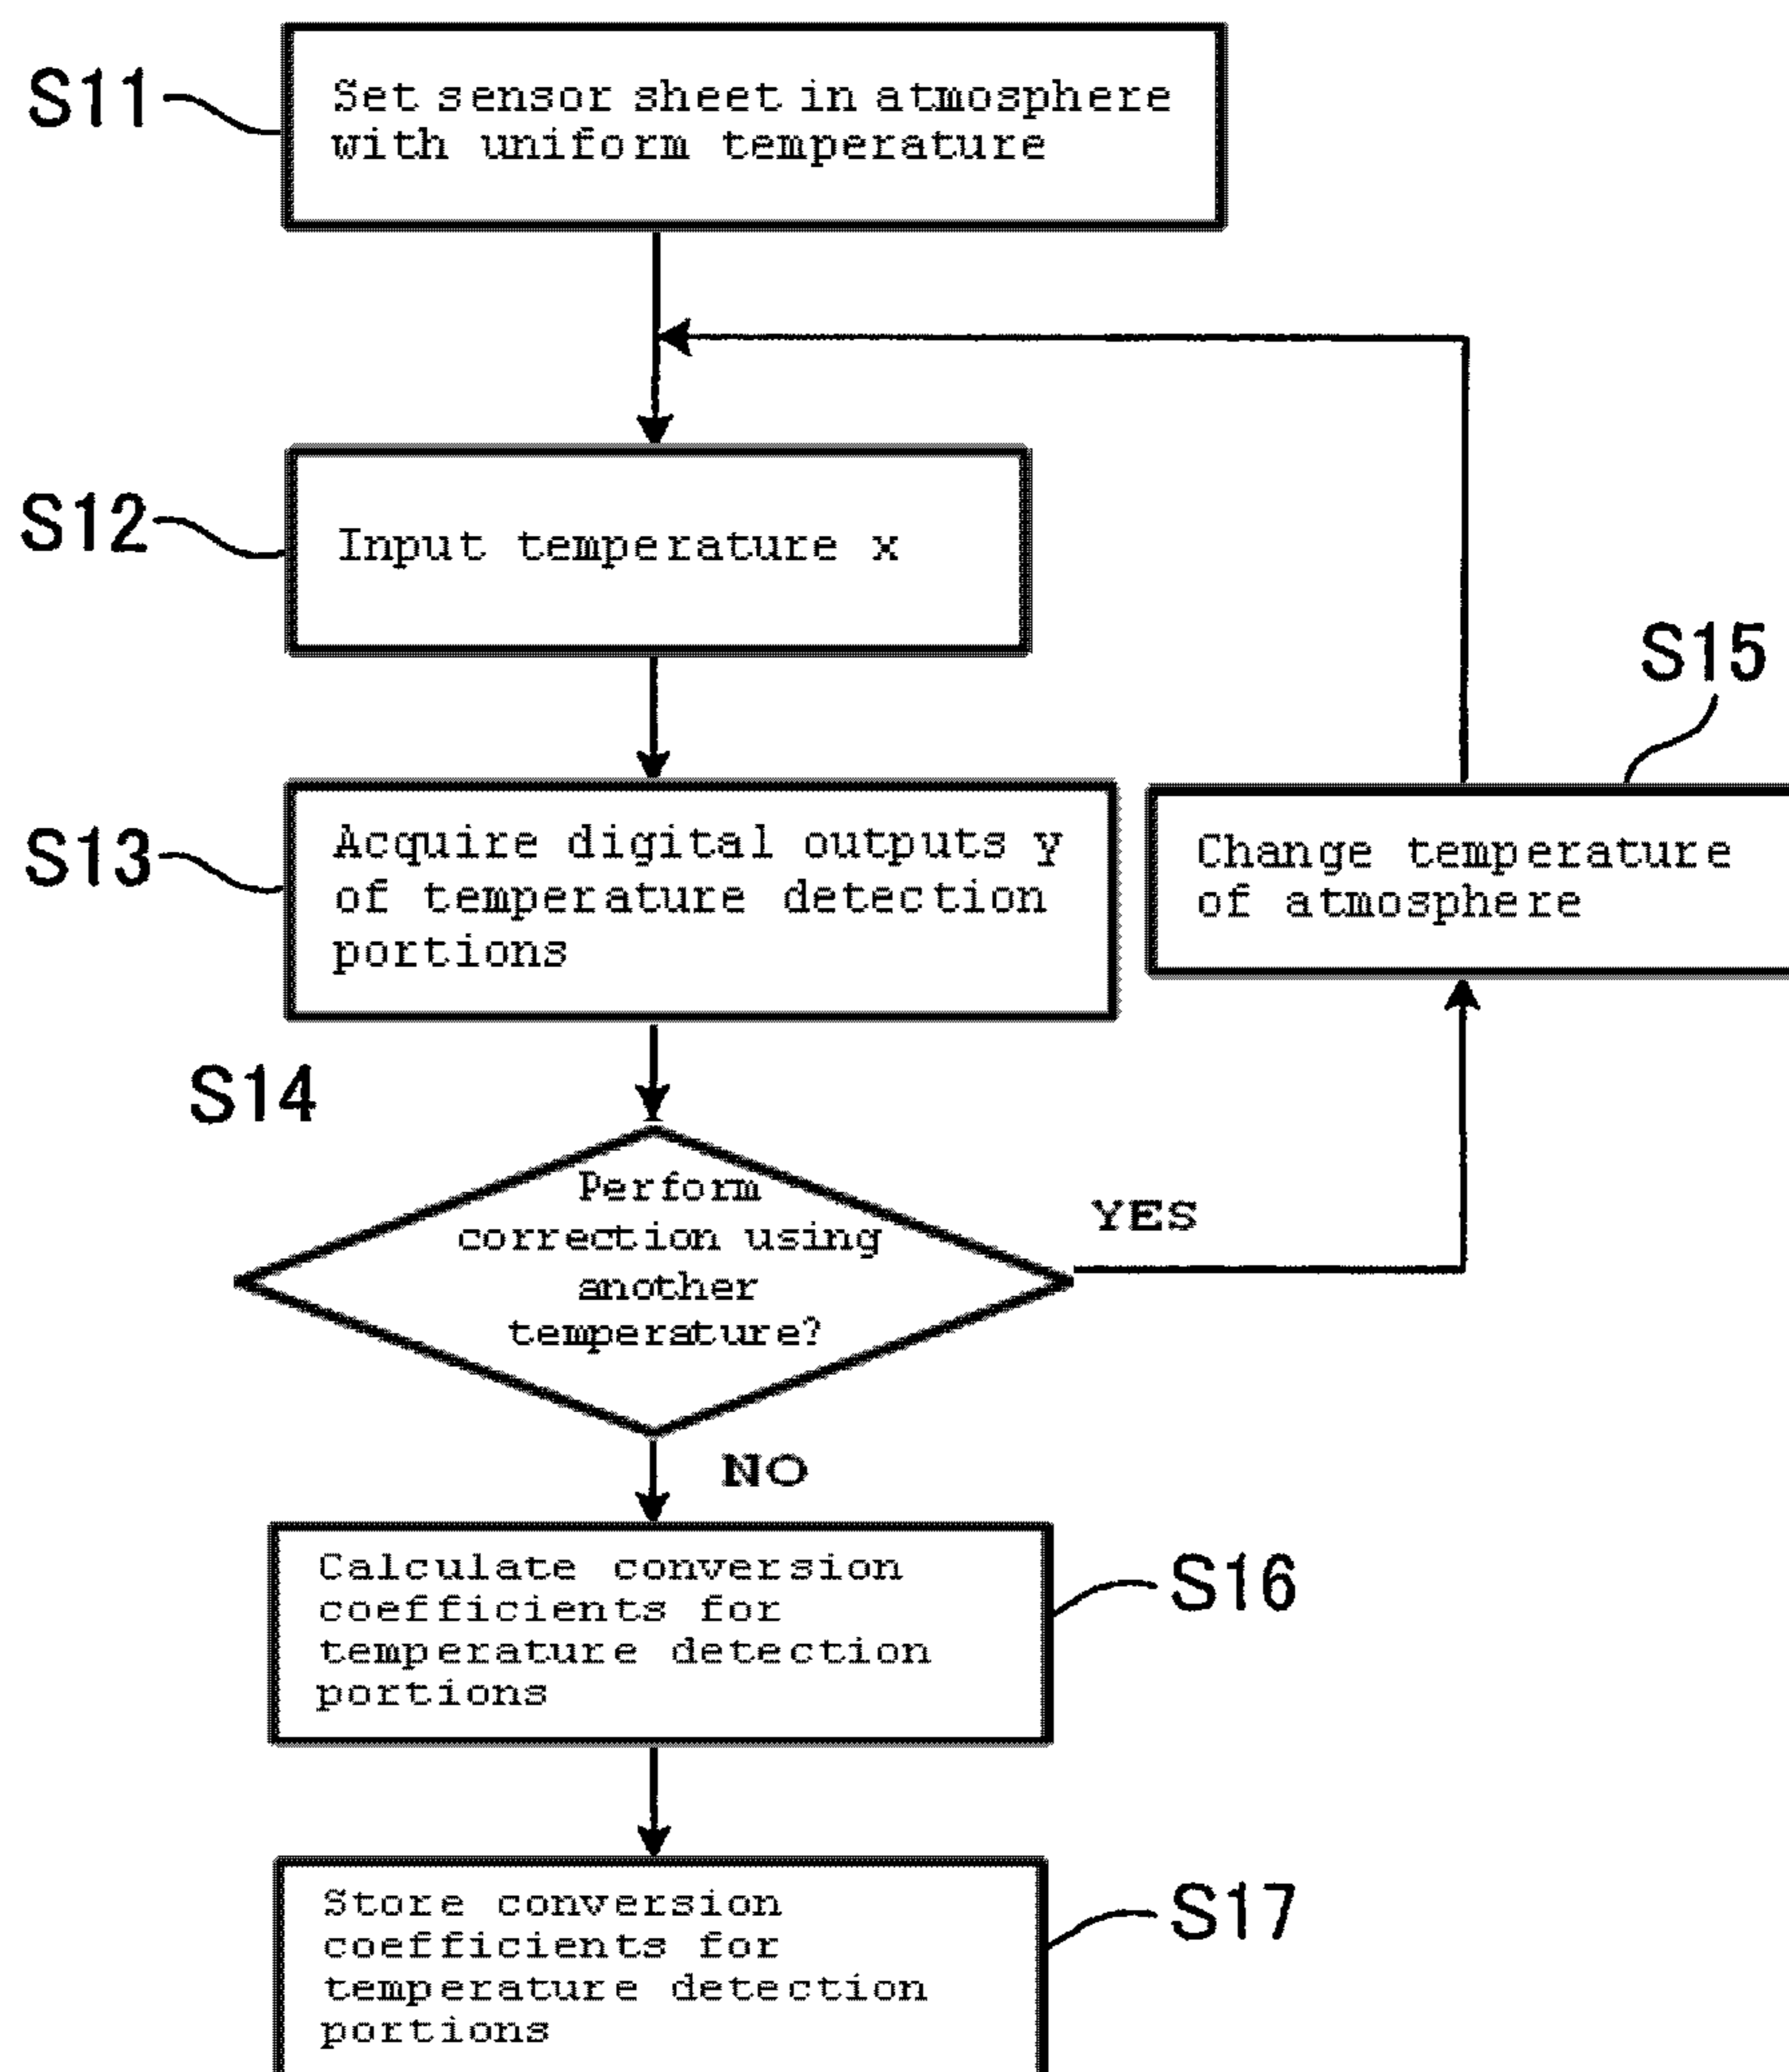 S11
Set sensor sheet in atmosphere
with uniform temperature
S12
Input temperature x
S15
S13
Acquire digital outputs y
of temperature detection
portions
Change temperature
of atmosphere
S14
Perform
correction using
another
temperature?
YES
NO
Calculate conversion
coefficients for
temperature detection
portions
S16
Store conversion
coefficients for
temperature detection
portions
S17